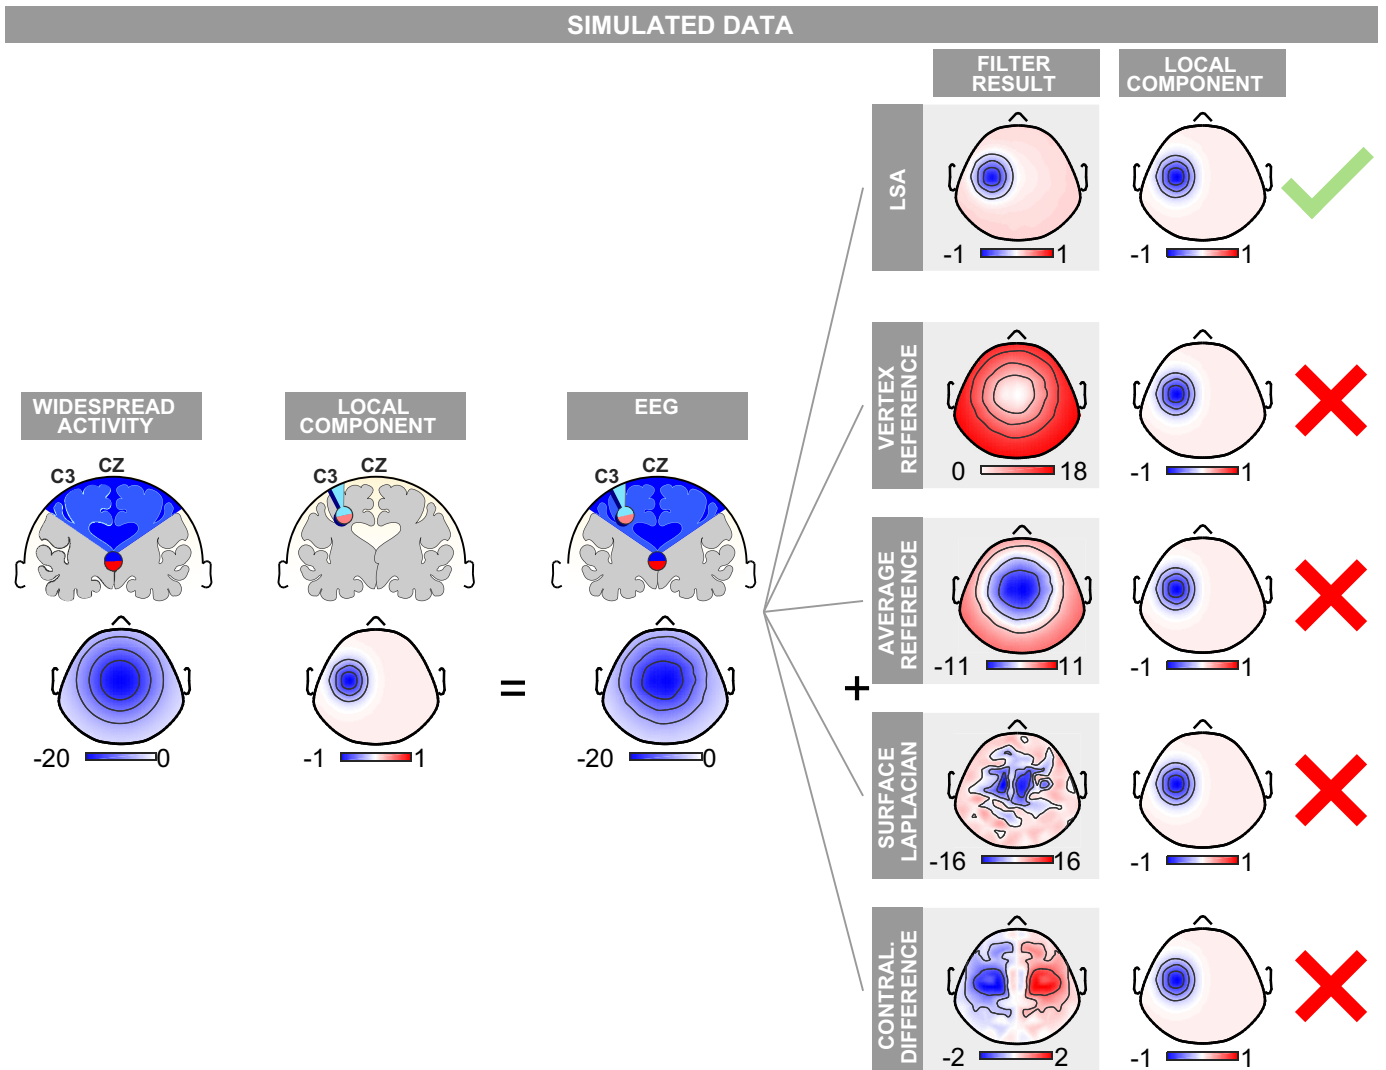 SIMULATED DATA
FILTER
RESULT
LOCAL
COMPONENT
LSA
-1 1
-1 1
VERTEX
REFERENCE
0 18
-1 1
WIDESPREAD
ACTIVITY
LOCAL
COMPONENT
EEG
C3 CZ
C3 CZ
C3 CZ
-20 0
-1 1
=
-20 0
+
AVERAGE
REFERENCE
-11 11
-1 1
SURFACE
LAPLACIAN
-16 16
-1 1
CONTRAL.
DIFFERENCE
-2 2
-1 1